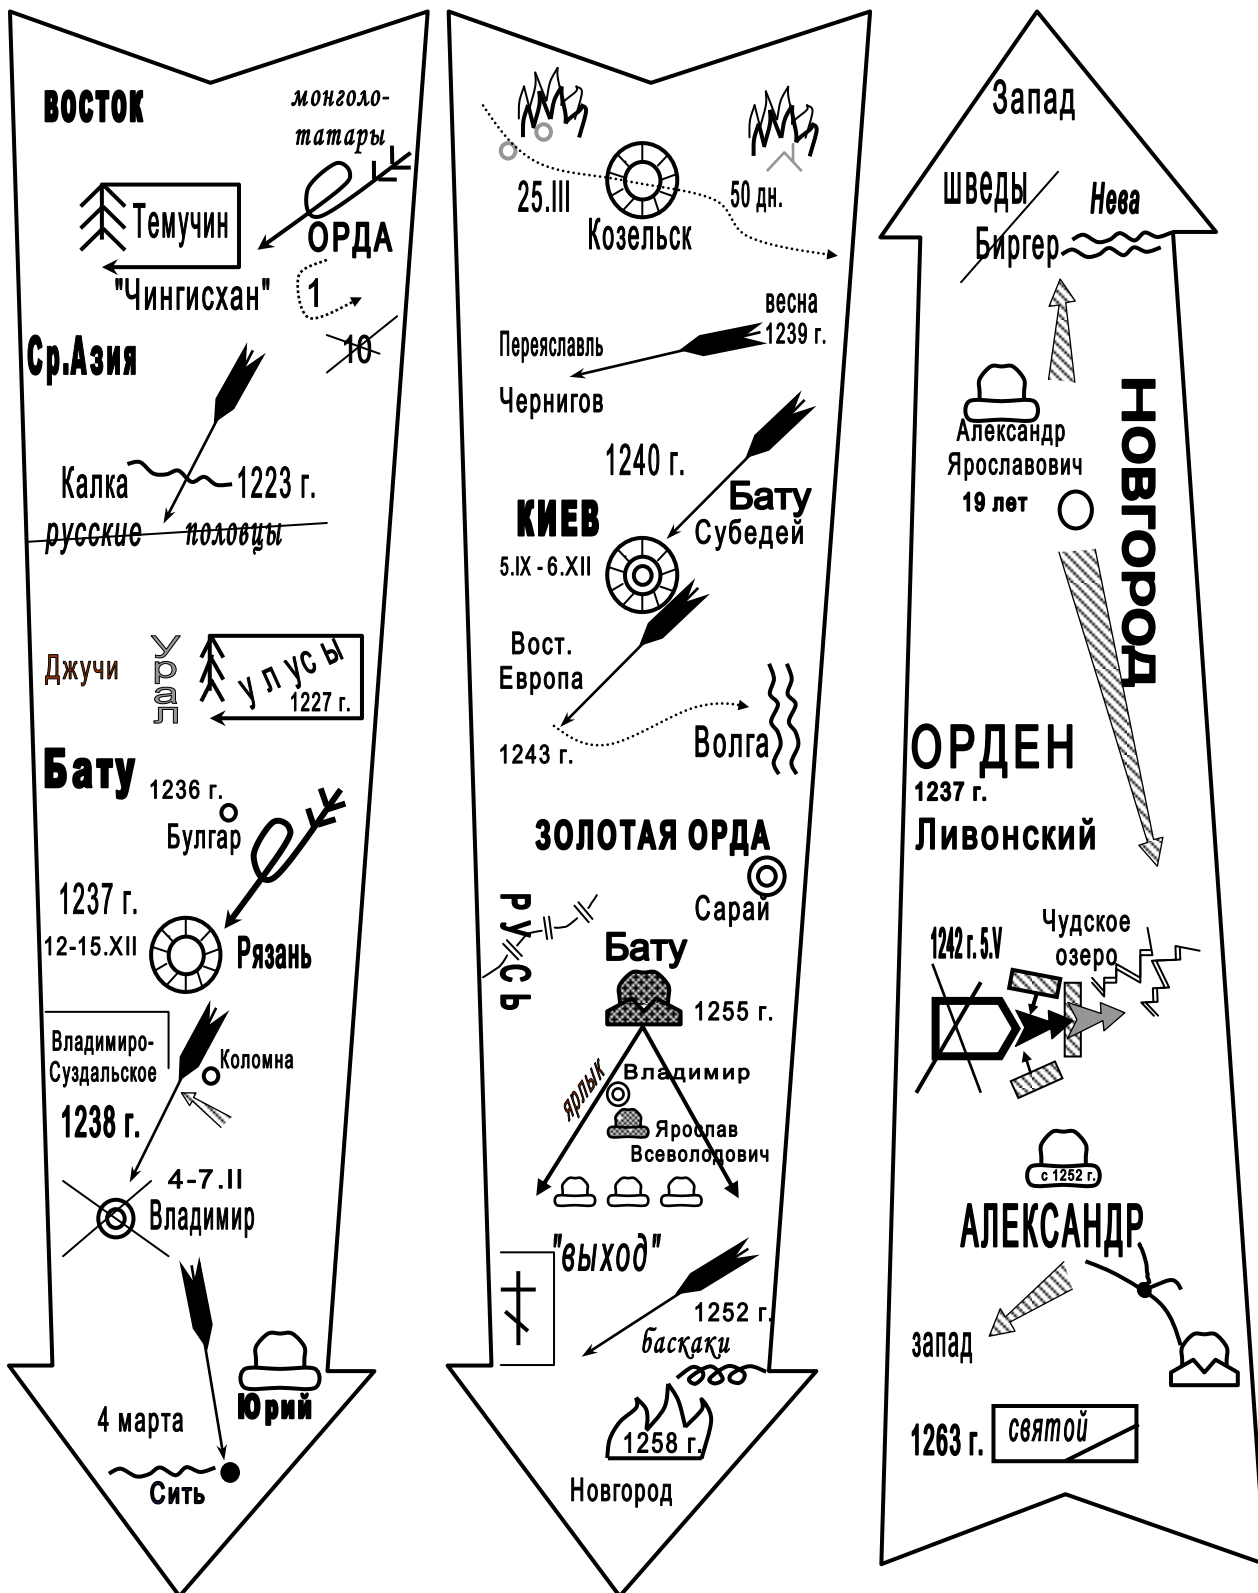 ВОСТОК
монголо-
татары
Темучин
ОРДА
"Чингисхан"
1
10
Ср.Азия
Калка 1223 г.
русские половцы
Джучи
Урал
улусы
1227 г.
Бату
1236 г.
Булгар
1237 г.
12-15.XII
Рязань
Владимиро-
Суздальское
Коломна
1238 г.
4-7.II
Владимир
Юрий
4 марта
Сить
25.III
50 дн.
Козельск
весна
1239 г.
Переяславль
Чернигов
1240 г.
Бату
Субедей
КИЕВ
5.IX - 6.XII
Вост.
Европа
1243 г.
Волга
ЗОЛОТАЯ ОРДА
Сарай
РУСЬ
Бату
1255 г.
ярлык
Владимир
Ярослав
Всеволодович
"выход"
1252 г.
баскаки
1258 г.
Новгород
Запад
шведы
Нева
Биргер
Александр
Ярославович
19 лет
НОВГОРОД
ОРДЕН
1237 г.
Ливонский
Чудское
озеро
1242 г. 5.V
с 1252 г.
АЛЕКСАНДР
запад
1263 г.
святой